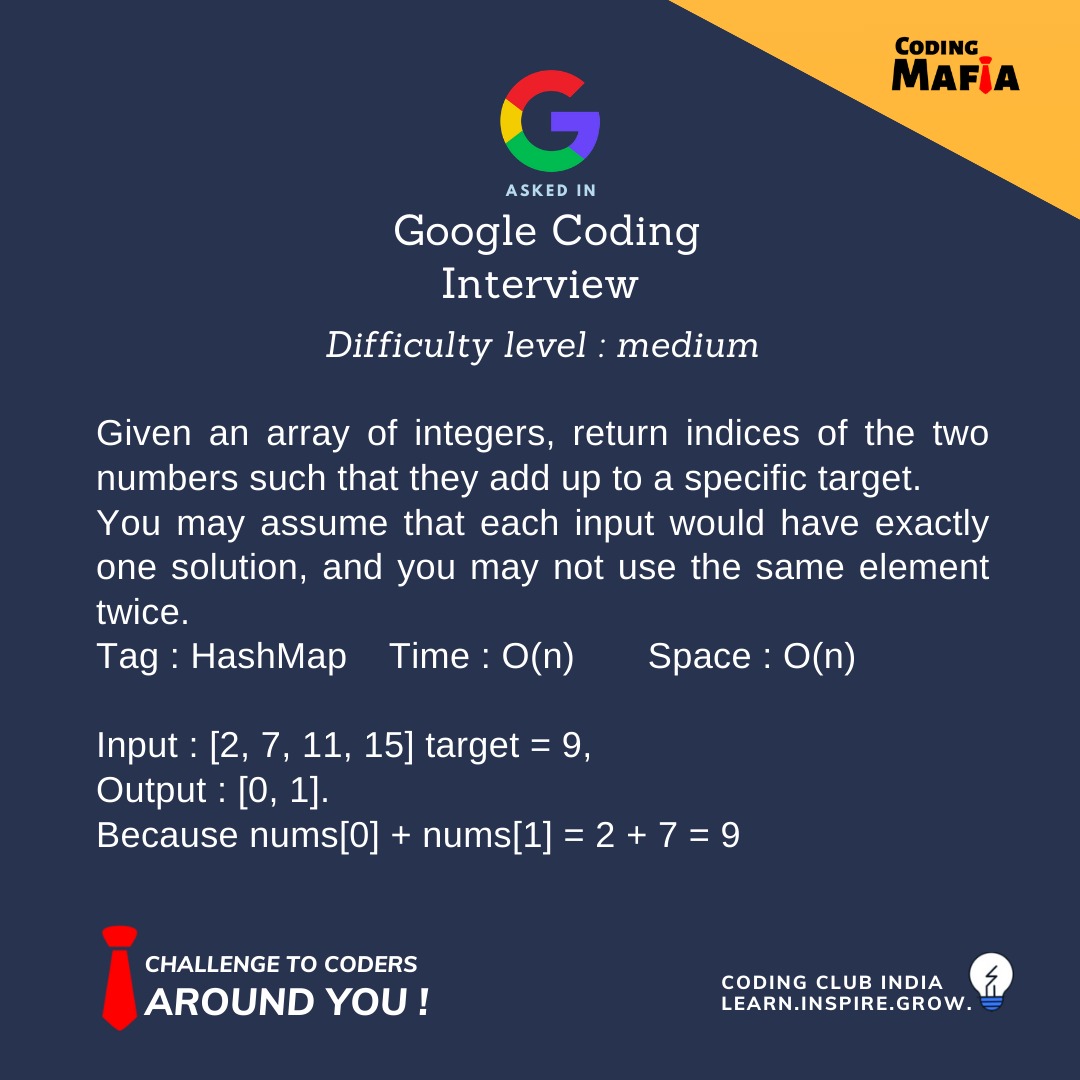 CODING
MAFIA
ASKED IN
Google Coding
Interview
Difficulty level : medium
Given an array of integers, return indices of the two
numbers such that they add up to a specific target.
You may assume that each input would have exactly
one solution, and you may not use the same element
twice.
Tag : HashMap Time : O(n) Space : O(n)
Input : [2, 7, 11, 15] target = 9,
Output : [0, 1].
Because nums[0] + nums[1] = 2 + 7 = 9
CHALLENGE TO CODERS
AROUND YOU !
CODING CLUB INDIA
LEARN.INSPIRE.GROW.